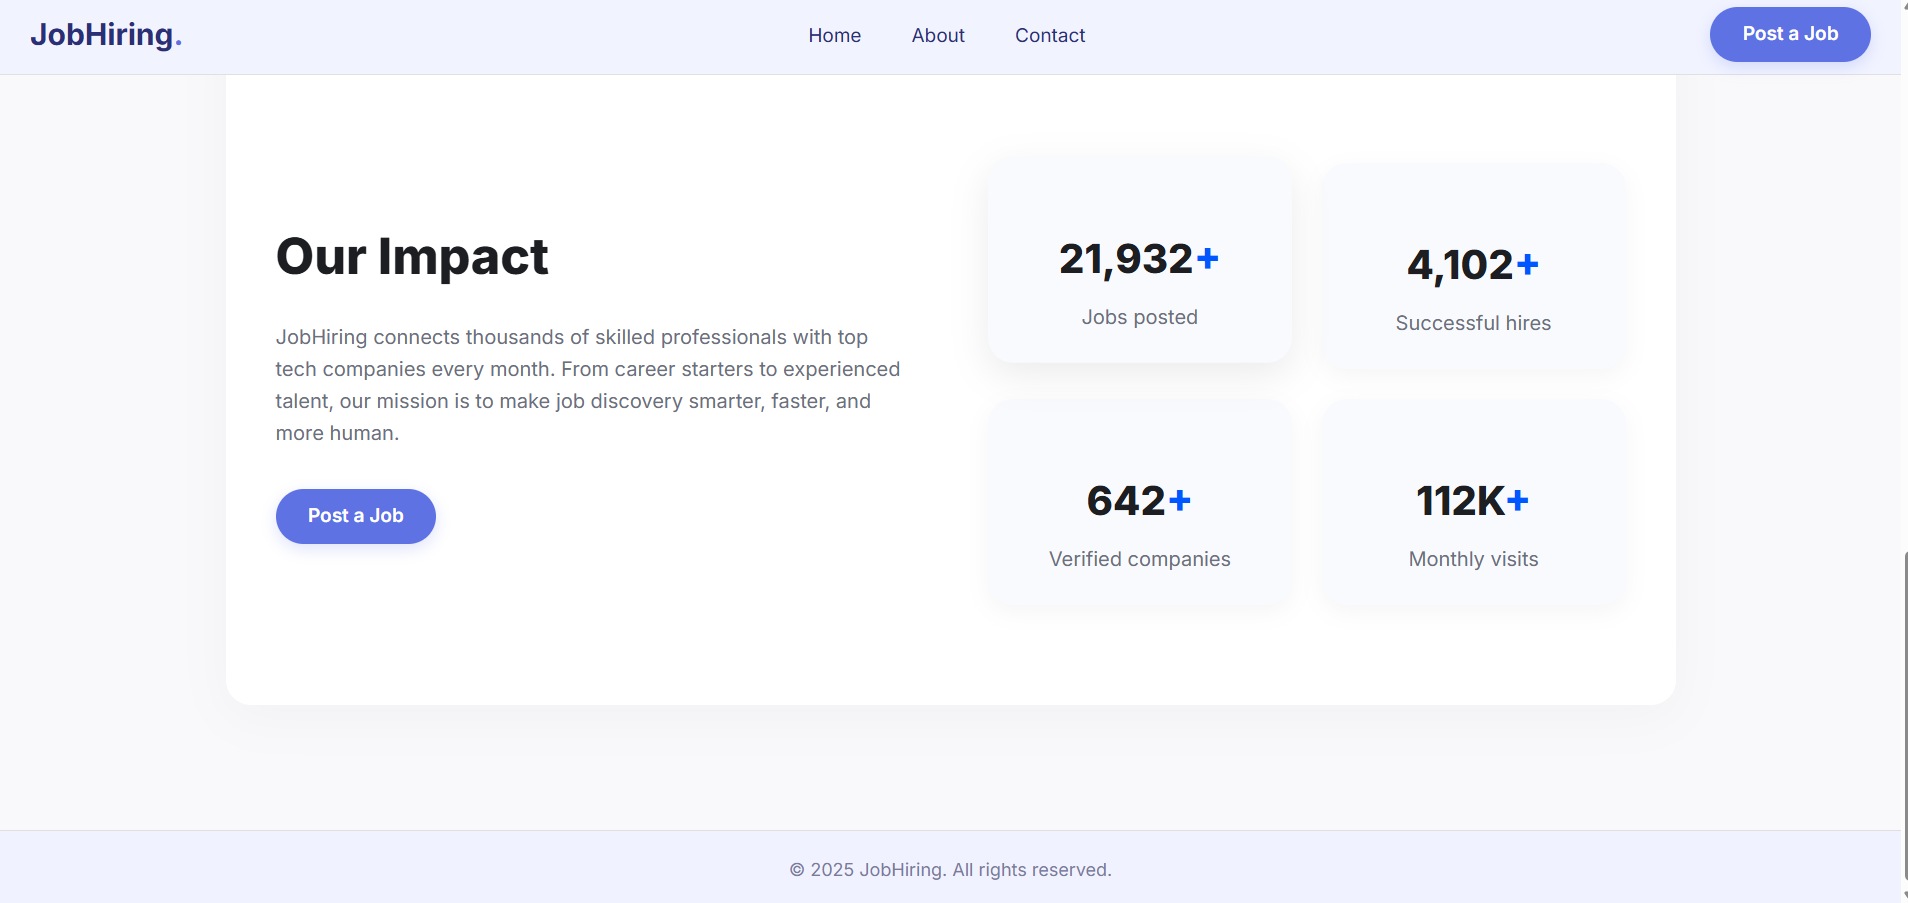 JobHiring.
Home
About
Contact
Post a Job
Our Impact
JobHiring connects thousands of skilled professionals with top
tech companies every month. From career starters to experienced
talent, our mission is to make job discovery smarter, faster, and
more human.
Post a Job
21,932+
Jobs posted
4,102+
Successful hires
642+
Verified companies
112K+
Monthly visits
© 2025 JobHiring. All rights reserved.